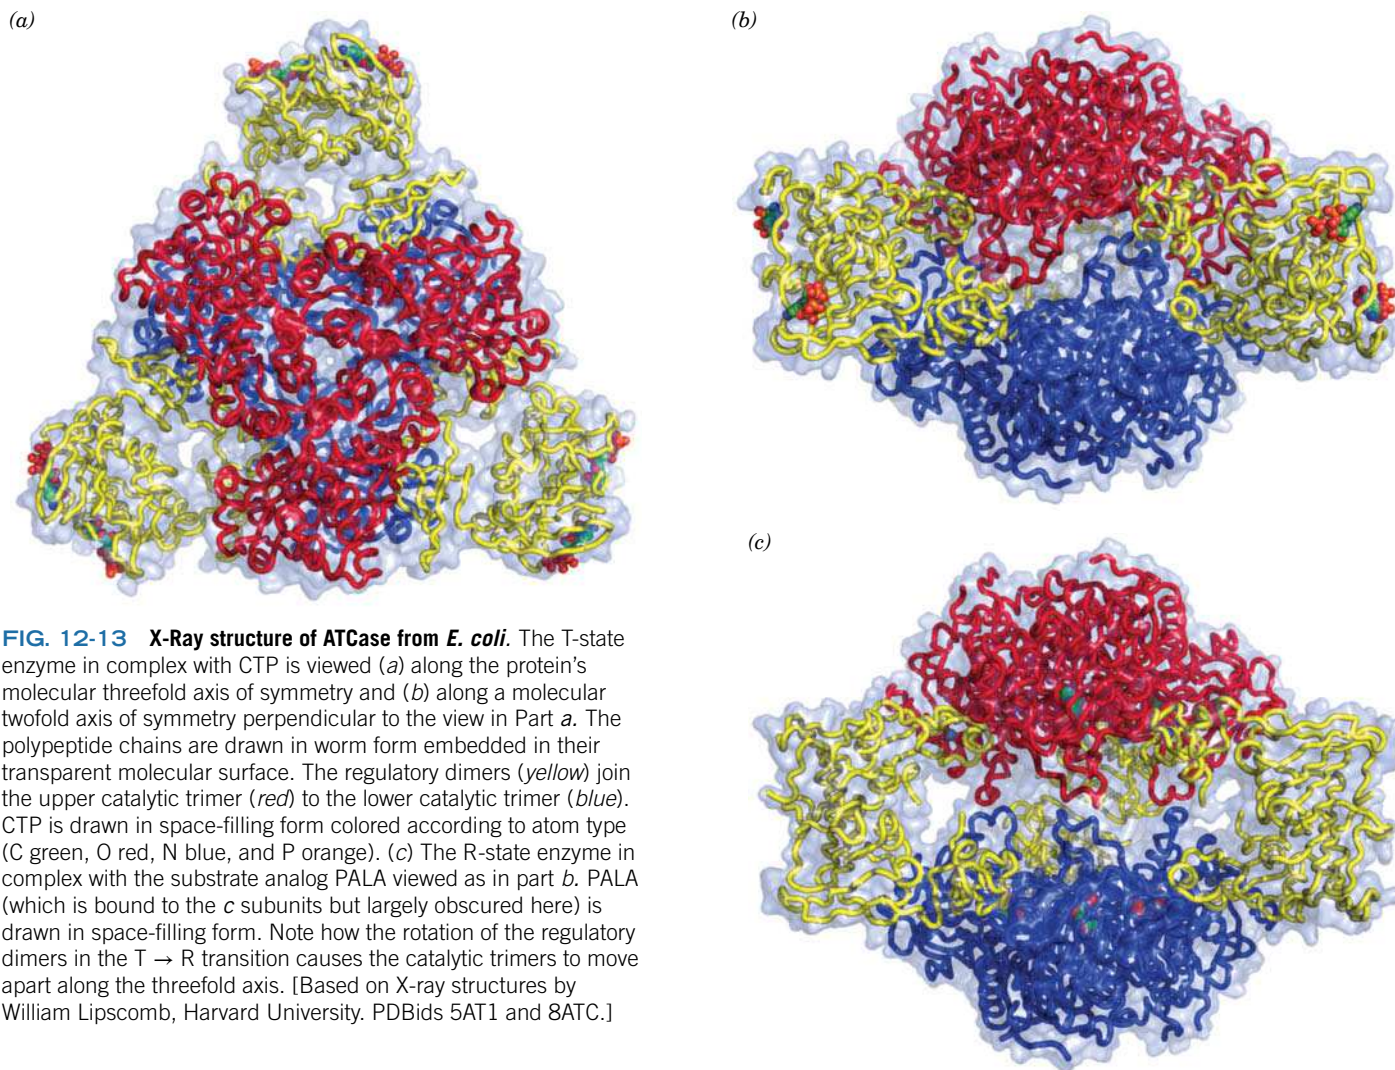 (a)
(b)
(c)
FIG. 12-13 X-Ray structure of ATCase from E. coli. The T-state
enzyme in complex with CTP is viewed (a) along the protein’s
molecular threefold axis of symmetry and (b) along a molecular
twofold axis of symmetry perpendicular to the view in Part a. The
polypeptide chains are drawn in worm form embedded in their
transparent molecular surface. The regulatory dimers (yellow) join
the upper catalytic trimer (red) to the lower catalytic trimer (blue).
CTP is drawn in space-filling form colored according to atom type
(C green, O red, N blue, and P orange). (c) The R-state enzyme in
complex with the substrate analog PALA viewed as in part b. PALA
(which is bound to the c subunits but largely obscured here) is
drawn in space-filling form. Note how the rotation of the regulatory
dimers in the T → R transition causes the catalytic trimers to move
apart along the threefold axis. [Based on X-ray structures by
William Lipscomb, Harvard University. PDBids 5AT1 and 8ATC.]